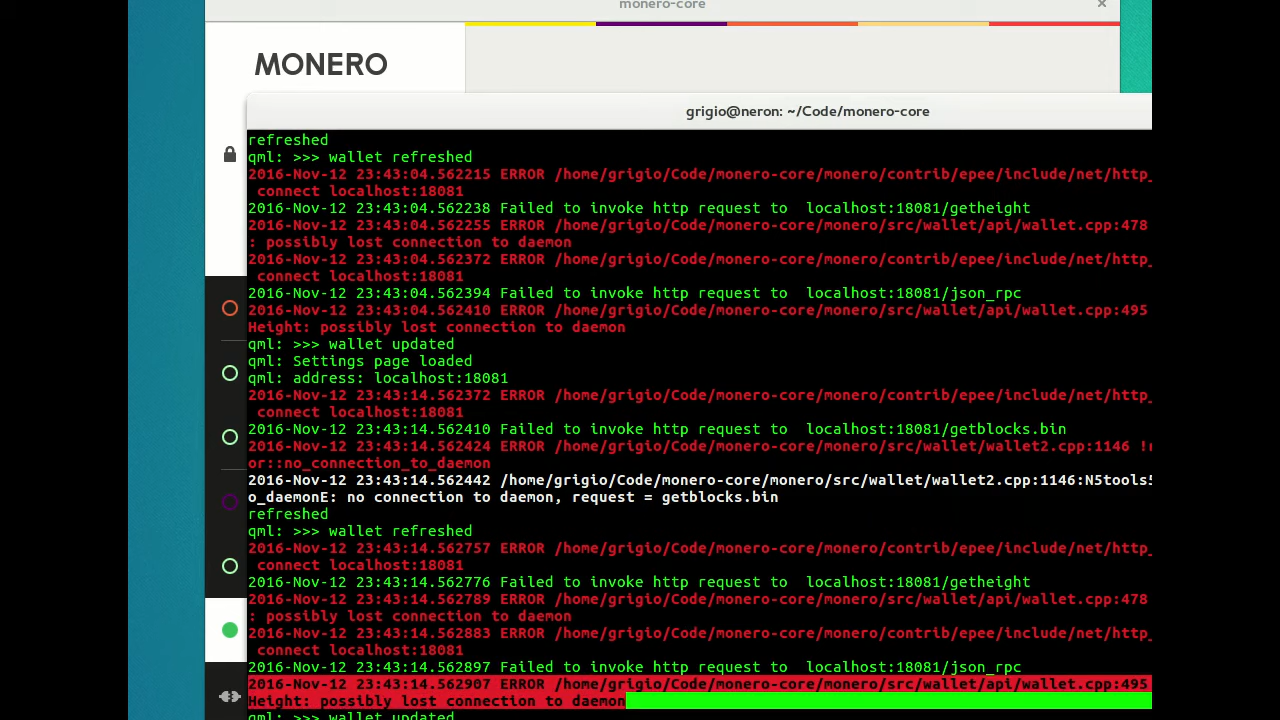 monero-core
MONERO
grigio@neron: ~/Code/monero-core
refreshed
qml: >>> wallet refreshed
2016-Nov-12 23:43:04.562215 ERROR /home/grigio/Code/monero-core/monero/contrib/epee/include/net/http_
connect localhost:18081
2016-Nov-12 23:43:04.562238 Failed to invoke http request to  localhost:18081/getheight
2016-Nov-12 23:43:04.562255 ERROR /home/grigio/Code/monero-core/monero/src/wallet/api/wallet.cpp:478
: possibly lost connection to daemon
2016-Nov-12 23:43:04.562372 ERROR /home/grigio/Code/monero-core/monero/contrib/epee/include/net/http_
connect localhost:18081
2016-Nov-12 23:43:04.562394 Failed to invoke http request to  localhost:18081/json_rpc
2016-Nov-12 23:43:04.562410 ERROR /home/grigio/Code/monero-core/monero/src/wallet/api/wallet.cpp:495
Height: possibly lost connection to daemon
qml: >>> wallet updated
qml: Settings page loaded
qml: address: localhost:18081
2016-Nov-12 23:43:14.562372 ERROR /home/grigio/Code/monero-core/monero/contrib/epee/include/net/http_
connect localhost:18081
2016-Nov-12 23:43:14.562410 Failed to invoke http request to  localhost:18081/getblocks.bin
2016-Nov-12 23:43:14.562424 ERROR /home/grigio/Code/monero-core/monero/src/wallet/wallet2.cpp:1146 !r
or::no_connection_to_daemon
2016-Nov-12 23:43:14.562442 /home/grigio/Code/monero-core/monero/src/wallet/wallet2.cpp:1146:N5tools5
o_daemonE: no connection to daemon, request = getblocks.bin
refreshed
qml: >>> wallet refreshed
2016-Nov-12 23:43:14.562757 ERROR /home/grigio/Code/monero-core/monero/contrib/epee/include/net/http_
connect localhost:18081
2016-Nov-12 23:43:14.562776 Failed to invoke http request to  localhost:18081/getheight
2016-Nov-12 23:43:14.562789 ERROR /home/grigio/Code/monero-core/monero/src/wallet/api/wallet.cpp:478
: possibly lost connection to daemon
2016-Nov-12 23:43:14.562883 ERROR /home/grigio/Code/monero-core/monero/contrib/epee/include/net/http_
connect localhost:18081
2016-Nov-12 23:43:14.562897 Failed to invoke http request to  localhost:18081/json_rpc
2016-Nov-12 23:43:14.562907 ERROR /home/grigio/Code/monero-core/monero/src/wallet/api/wallet.cpp:495
Height: possibly lost connection to daemon
qml: >>> wallet updated